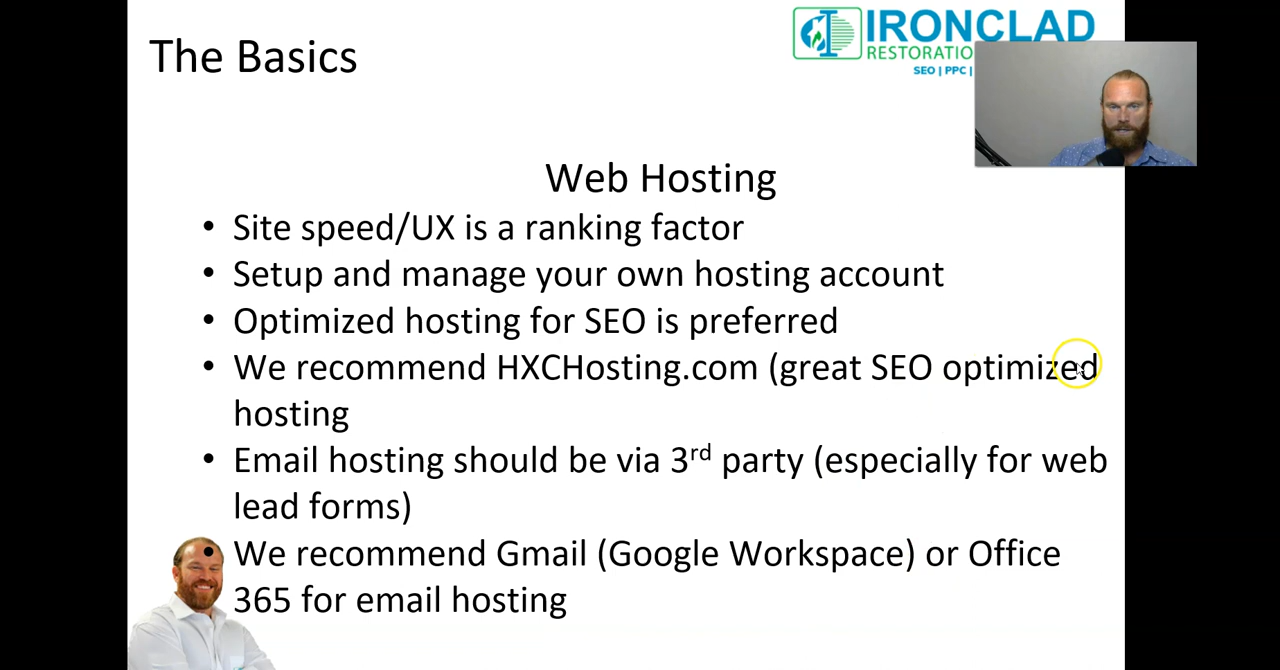 The Basics
IRONCLAD
RESTORATIO
SEO | PPC |
Web Hosting
• Site speed/UX is a ranking factor
• Setup and manage your own hosting account
• Optimized hosting for SEO is preferred
• We recommend HXCHosting.com (great SEO optimized
hosting
• Email hosting should be via 3rd party (especially for web
lead forms)
• We recommend Gmail (Google Workspace) or Office
365 for email hosting